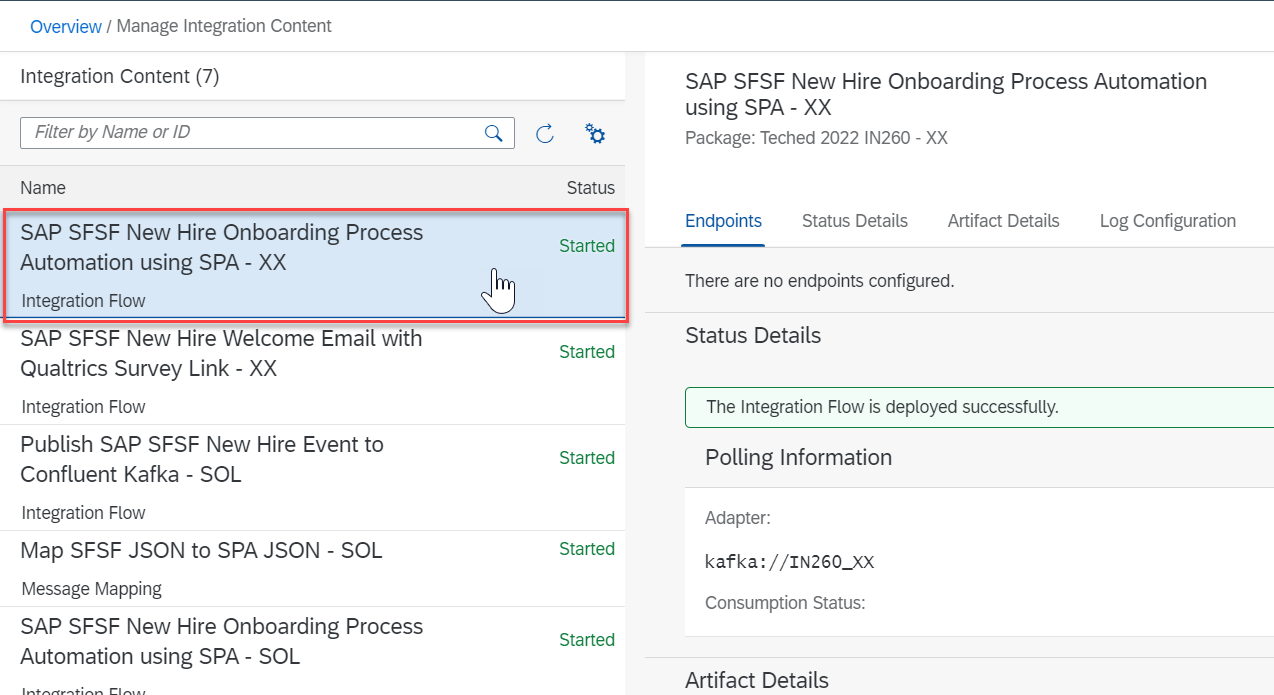 Overview / Manage Integration Content
Integration Content (7)
Filter by Name or ID
Name
Status
SAP SFSF New Hire Onboarding Process
Automation using SPA - XX
Started
Integration Flow
SAP SFSF New Hire Welcome Email with
Qualtrics Survey Link - XX
Started
Integration Flow
Publish SAP SFSF New Hire Event to
Confluent Kafka - SOL
Started
Integration Flow
Map SFSF JSON to SPA JSON - SOL
Started
Message Mapping
SAP SFSF New Hire Onboarding Process
Automation using SPA - SOL
Started
Integration Flow
SAP SFSF New Hire Onboarding Process Automation
using SPA - XX
Package: Teched 2022 IN260 - XX
Endpoints
Status Details
Artifact Details
Log Configuration
There are no endpoints configured.
Status Details
The Integration Flow is deployed successfully.
Polling Information
Adapter:
kafka://IN260_XX
Consumption Status:
Artifact Details